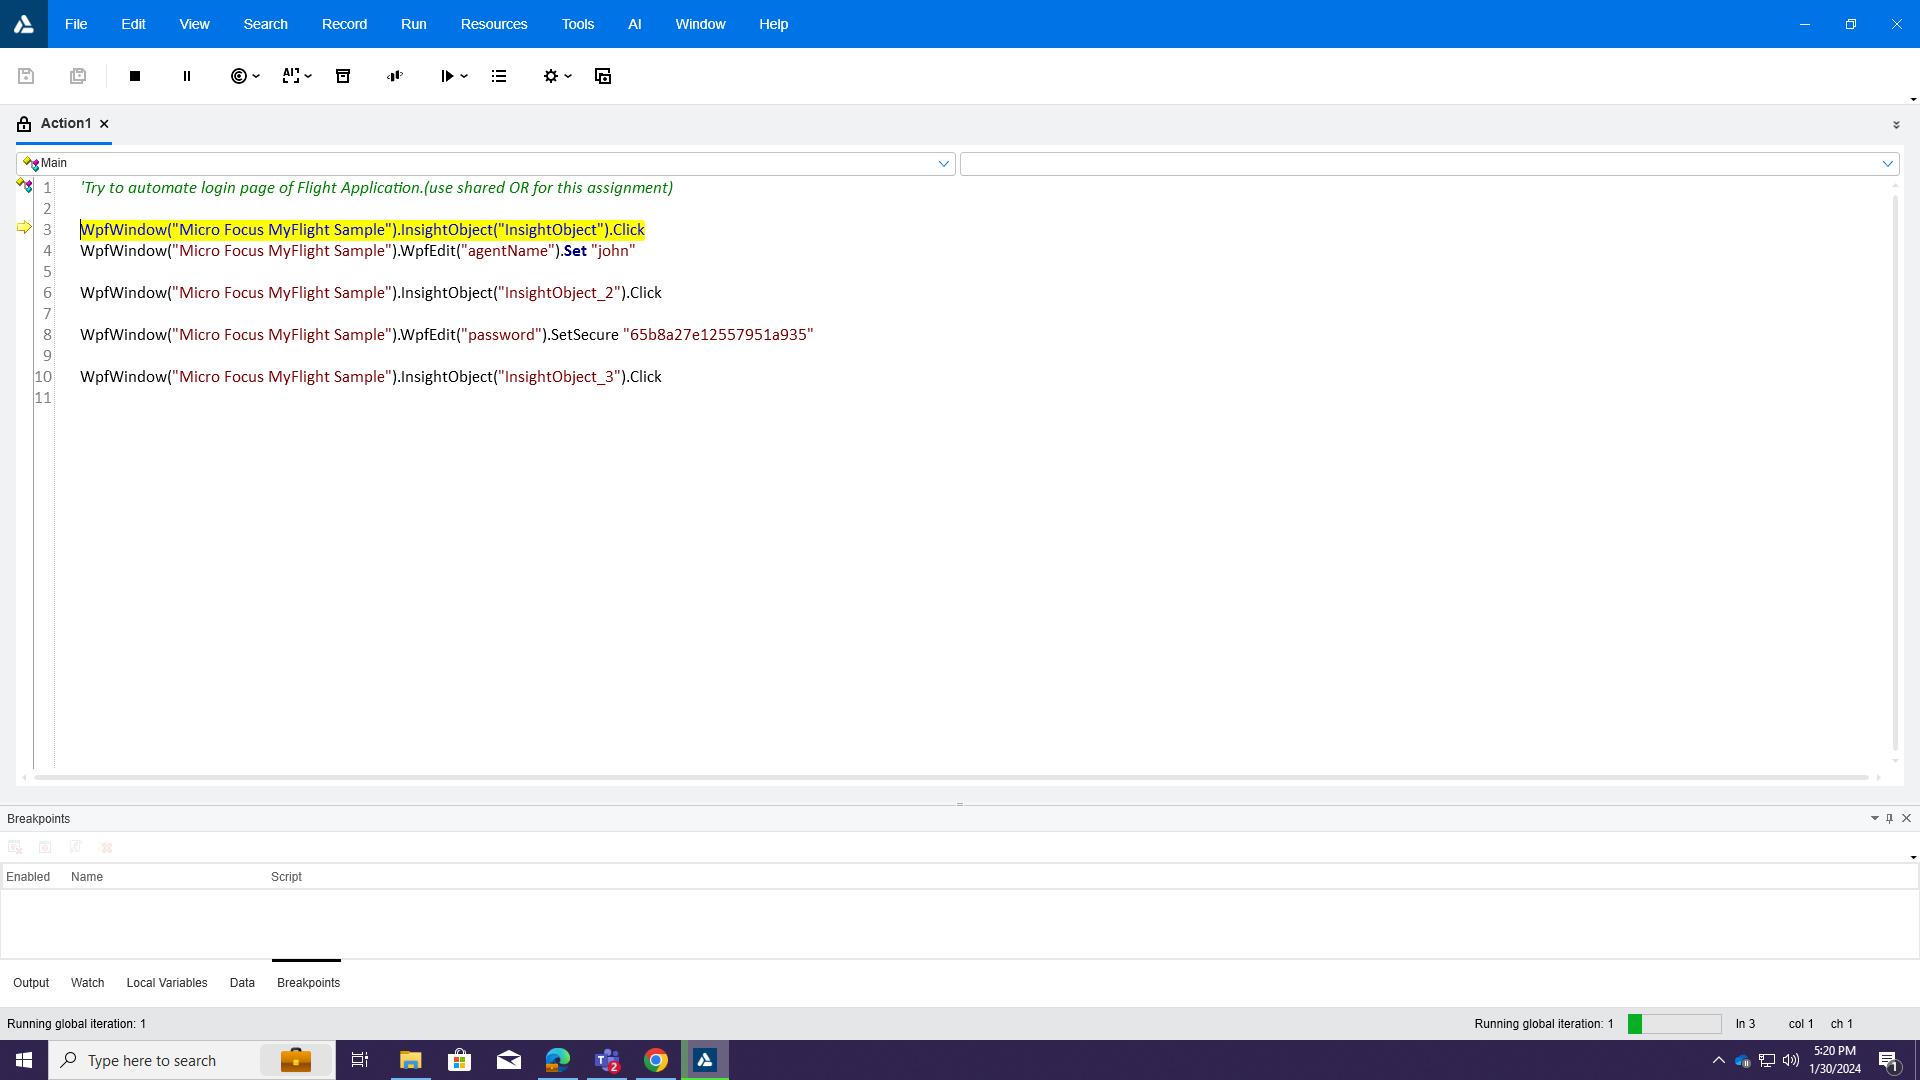 File Edit View Search Record Run Resources Tools AI Window Help
AI
Action1
Main
1 'Try to automate login page of Flight Application.(use shared OR for this assignment)
2
3 WpfWindow("Micro Focus MyFlight Sample").InsightObject("InsightObject").Click
4 WpfWindow("Micro Focus MyFlight Sample").WpfEdit("agentName").Set "john"
5
6 WpfWindow("Micro Focus MyFlight Sample").InsightObject("InsightObject_2").Click
7
8 WpfWindow("Micro Focus MyFlight Sample").WpfEdit("password").SetSecure "65b8a27e12557951a935"
9
10 WpfWindow("Micro Focus MyFlight Sample").InsightObject("InsightObject_3").Click
11
Breakpoints
Enabled Name Script
Output Watch Local Variables Data Breakpoints
Running global iteration: 1 Running global iteration: 1 ln 3 col 1 ch 1
Type here to search 2 5:20 PM
1/30/2024 1